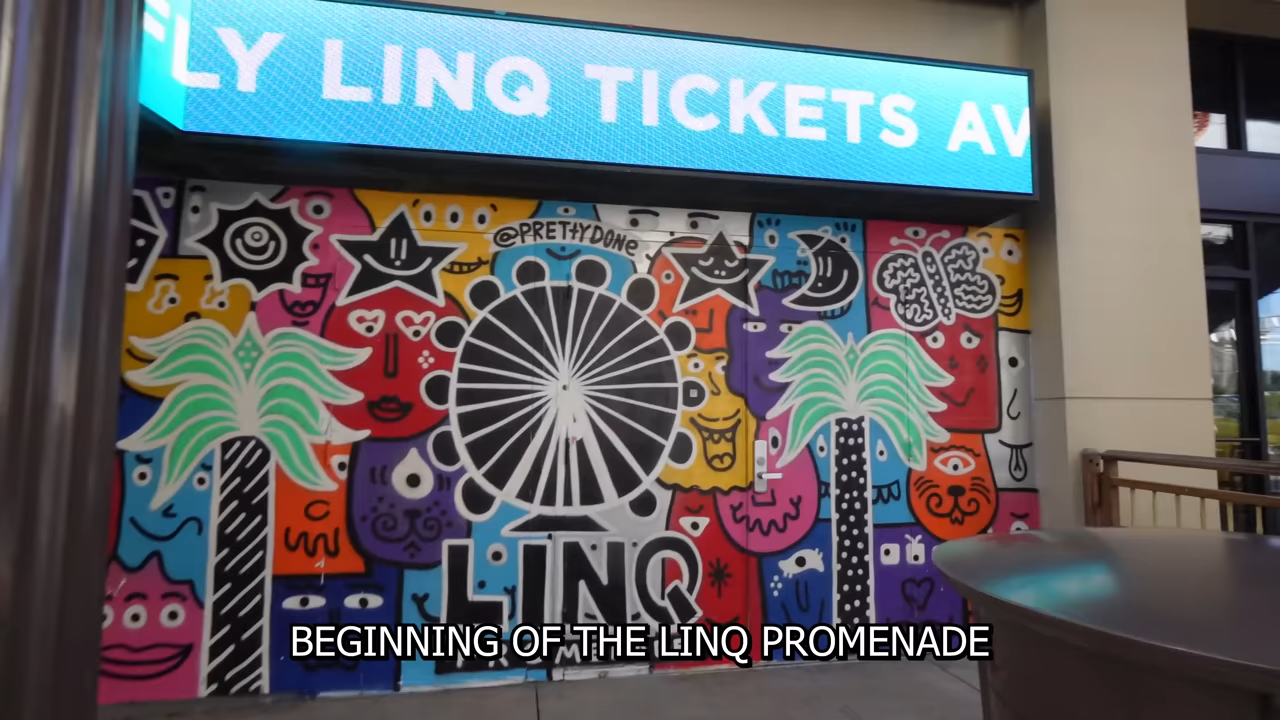 LY LINQ TICKETS AV
@PRETTYDONE
LINQ
BEGINNING OF THE LINQ PROMENADE